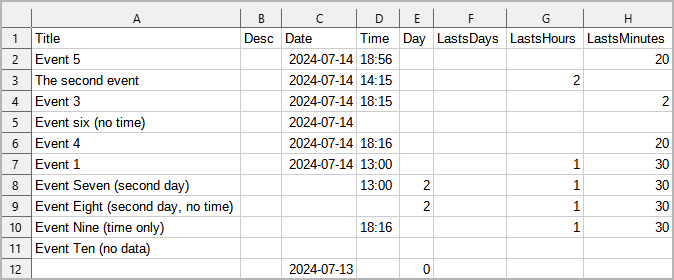 A B C D E F G H
1 Title Desc Date Time Day LastsDays LastsHours LastsMinutes
2 Event 5 2024-07-14 18:56 20
3 The second event 2024-07-14 14:15 2
4 Event 3 2024-07-14 18:15 2
5 Event six (no time) 2024-07-14
6 Event 4 2024-07-14 18:16 20
7 Event 1 2024-07-14 13:00 1 30
8 Event Seven (second day) 13:00 2 1 30
9 Event Eight (second day, no time) 2 1 30
10 Event Nine (time only) 18:16 1 30
11 Event Ten (no data)
12 2024-07-13 0